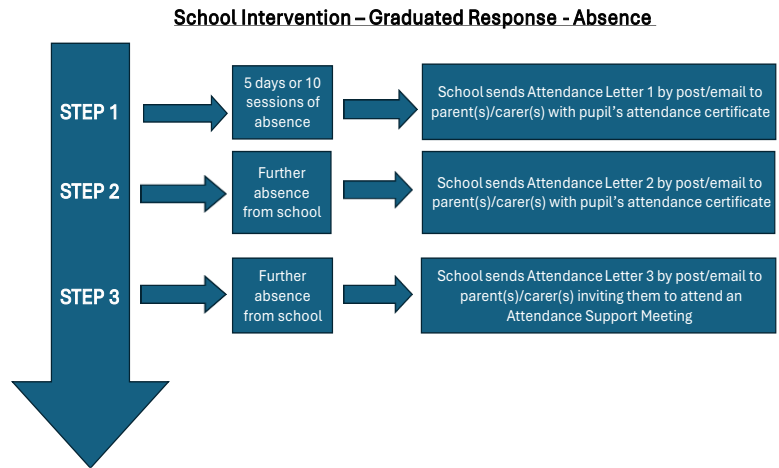 School Intervention – Graduated Response - Absence
STEP 1
5 days or 10
sessions of
absence
School sends Attendance Letter 1 by post/email to
parent(s)/carer(s) with pupil's attendance certificate
STEP 2
Further
absence
from school
School sends Attendance Letter 2 by post/email to
parent(s)/carer(s) with pupil's attendance certificate
STEP 3
Further
absence
from school
School sends Attendance Letter 3 by post/email to
parent(s)/carer(s) inviting them to attend an
Attendance Support Meeting